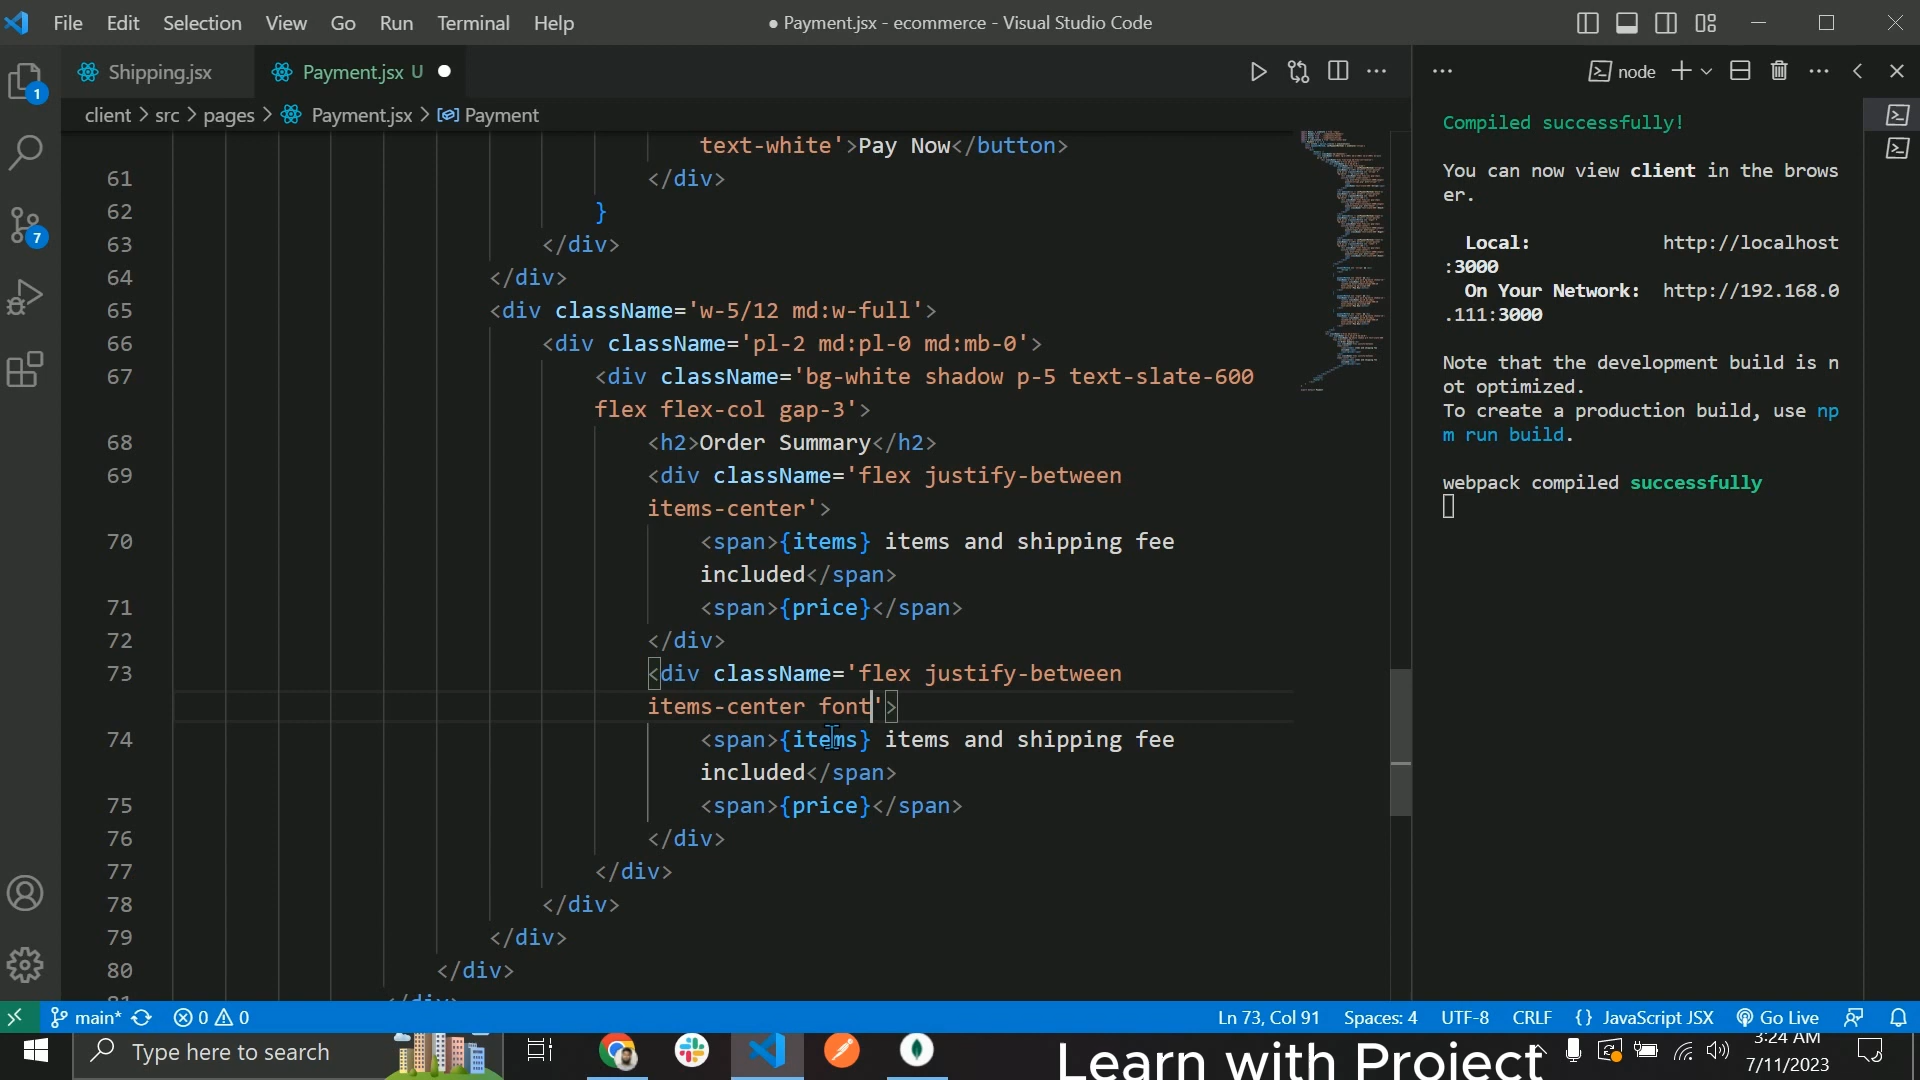 File Edit Selection View Go Run Terminal Help
● Payment.jsx - ecommerce - Visual Studio Code
Shipping.jsx
Payment.jsx U ●
node
client > src > pages > Payment.jsx > Payment
text-white'>Pay Now</button>
61 </div>
62 }
63 </div>
64 </div>
65 <div className='w-5/12 md:w-full'>
66 <div className='pl-2 md:pl-0 md:mb-0'>
67 <div className='bg-white shadow p-5 text-slate-600
flex flex-col gap-3'>
68 <h2>Order Summary</h2>
69 <div className='flex justify-between
items-center'>
70 <span>{items} items and shipping fee
included</span>
71 <span>{price}</span>
72 </div>
73 <div className='flex justify-between
items-center font'>
74 <span>{items} items and shipping fee
included</span>
75 <span>{price}</span>
76 </div>
77 </div>
78 </div>
79 </div>
80 </div>
81 </div>
Compiled successfully!
You can now view client in the brows
er.
Local: http://localhost
:3000
On Your Network: http://192.168.0
.111:3000
Note that the development build is n
ot optimized.
To create a production build, use np
m run build.
webpack compiled successfully
1
7
main* 0 0
Ln 73, Col 91 Spaces: 4 UTF-8 CRLF {} JavaScript JSX Go Live
Type here to search
Learn with Project
3:24 AM
7/11/2023